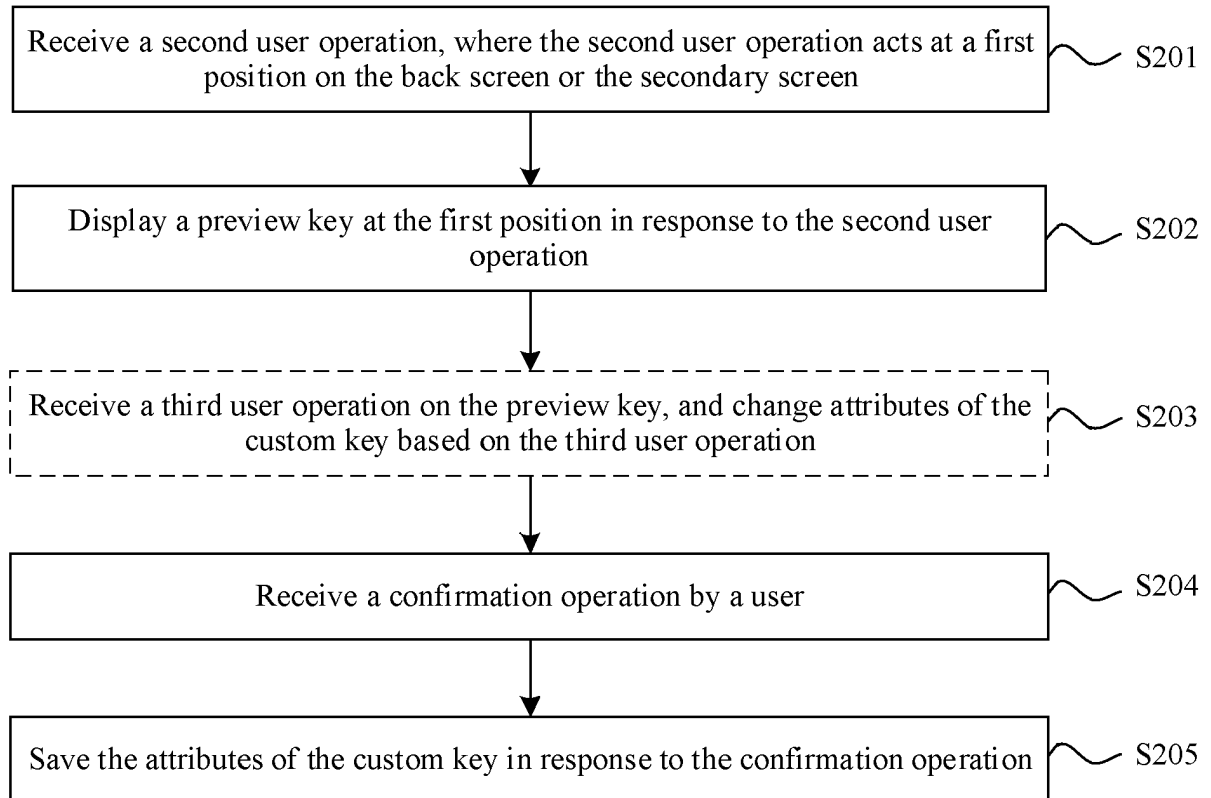 Receive a second user operation, where the second user operation acts at a first
position on the back screen or the secondary screen
S201
Display a preview key at the first position in response to the second user
operation
S202
Receive a third user operation on the preview key, and change attributes of the
custom key based on the third user operation
S203
Receive a confirmation operation by a user
S204
Save the attributes of the custom key in response to the confirmation operation
S205